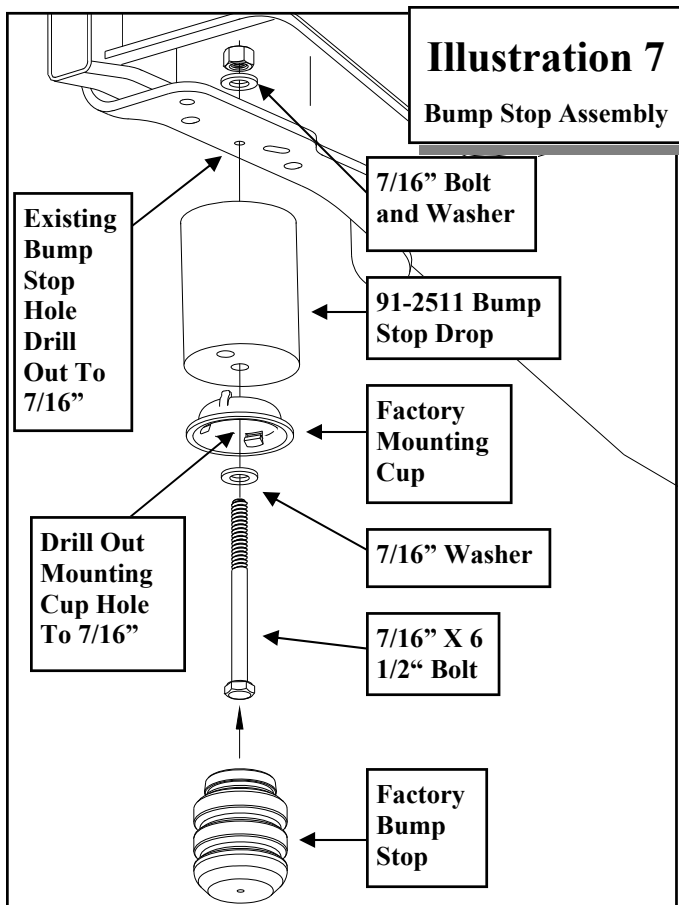 Illustration 7
Bump Stop Assembly
7/16” Bolt
and Washer
Existing
Bump
Stop
Hole
Drill
Out To
7/16”
91-2511 Bump
Stop Drop
Factory
Mounting
Cup
Drill Out
Mounting
Cup Hole
To 7/16”
7/16” Washer
7/16” X 6
1/2“ Bolt
Factory
Bump
Stop